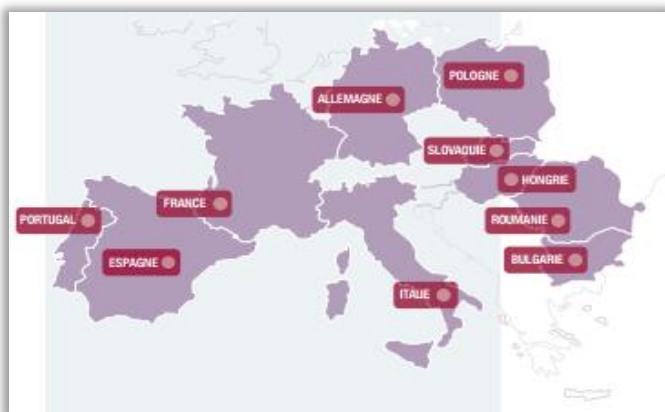 POLOGNE
ALLEMAGNE
SLOVAQUIE
HONGRIE
FRANCE
PORTUGAL
ROUMANIE
ESPAGNE
BULGARIE
ITALIE